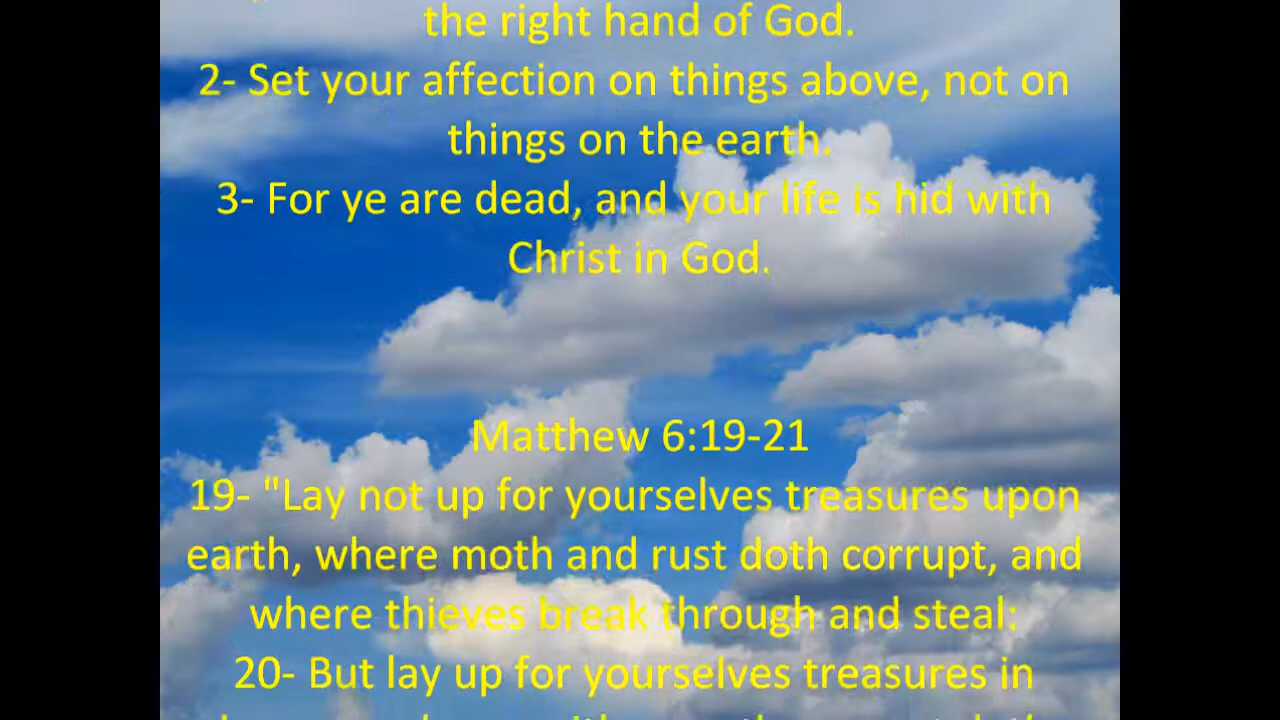 the right hand of God.
2- Set your affection on things above, not on
things on the earth.
3- For ye are dead, and your life is hid with
Christ in God.
Matthew 6:19-21
19- "Lay not up for yourselves treasures upon
earth, where moth and rust doth corrupt, and
where thieves break through and steal:
20- But lay up for yourselves treasures in